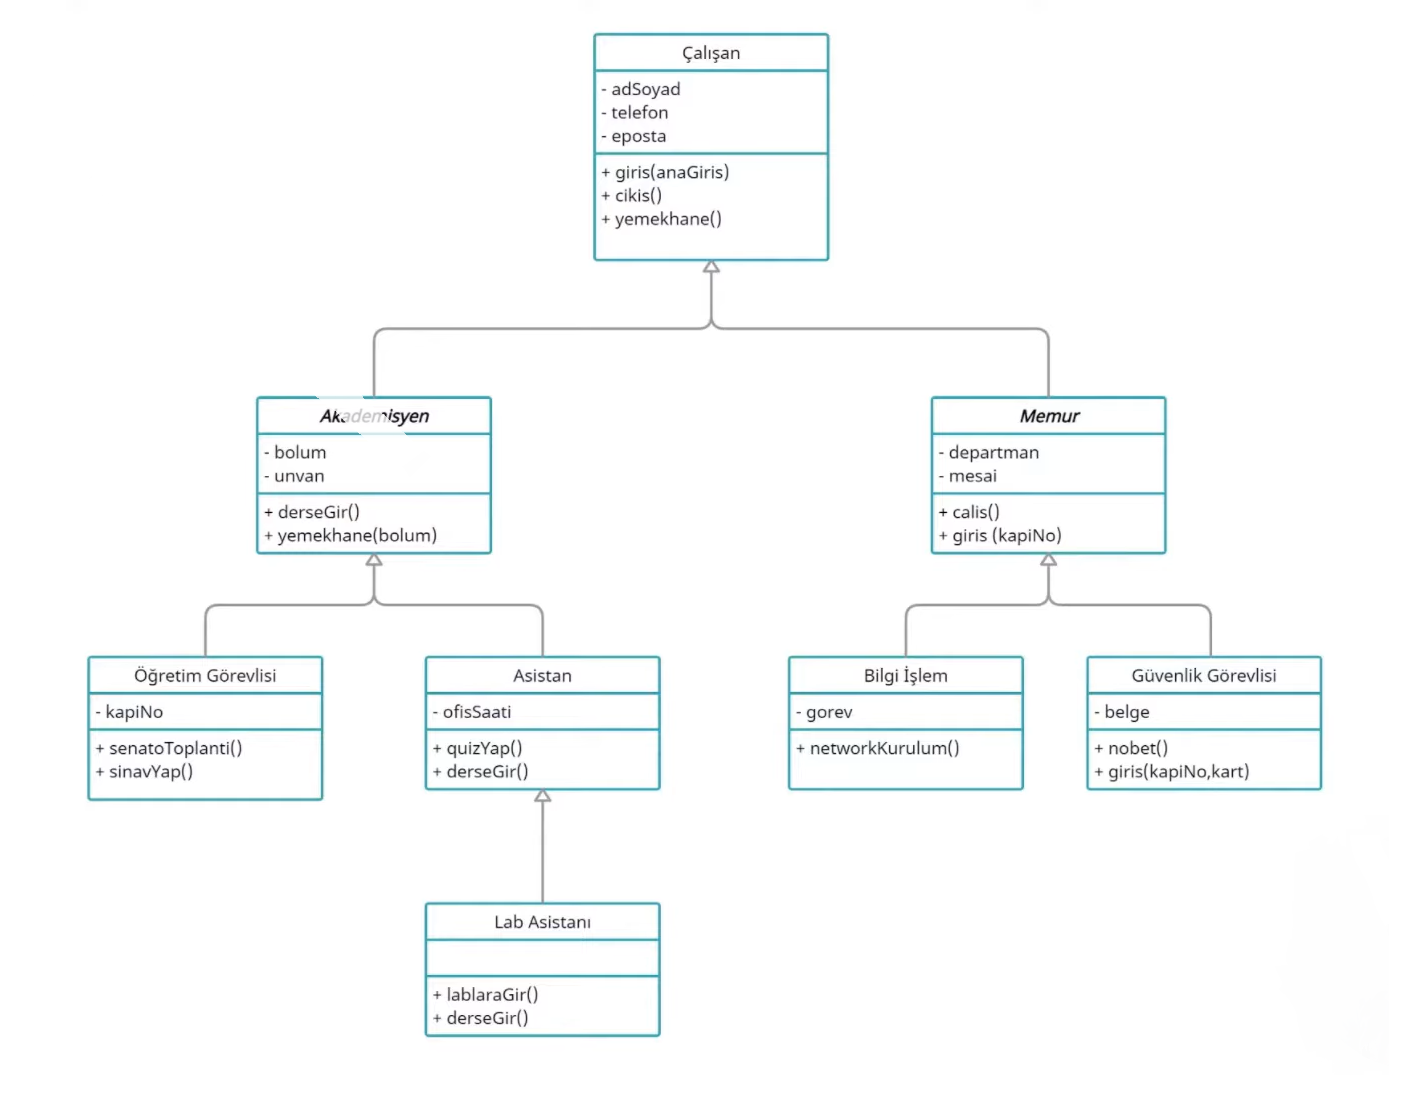 Çalışan
- adSoyad
- telefon
- eposta
+ giris(anaGiris)
+ cikis()
+ yemekhane()
Akademisyen
- bolum
- unvan
+ derseGir()
+ yemekhane(bolum)
Memur
- departman
- mesai
+ calis()
+ giris (kapiNo)
Öğretim Görevlisi
- kapiNo
+ senatoToplanti()
+ sinavYap()
Asistan
- ofisSaati
+ quizYap()
+ derseGir()
Bilgi İşlem
- gorev
+ networkKurulum()
Güvenlik Görevlisi
- belge
+ nobet()
+ giris(kapiNo,kart)
Lab Asistanı
+ lablaraGir()
+ derseGir()